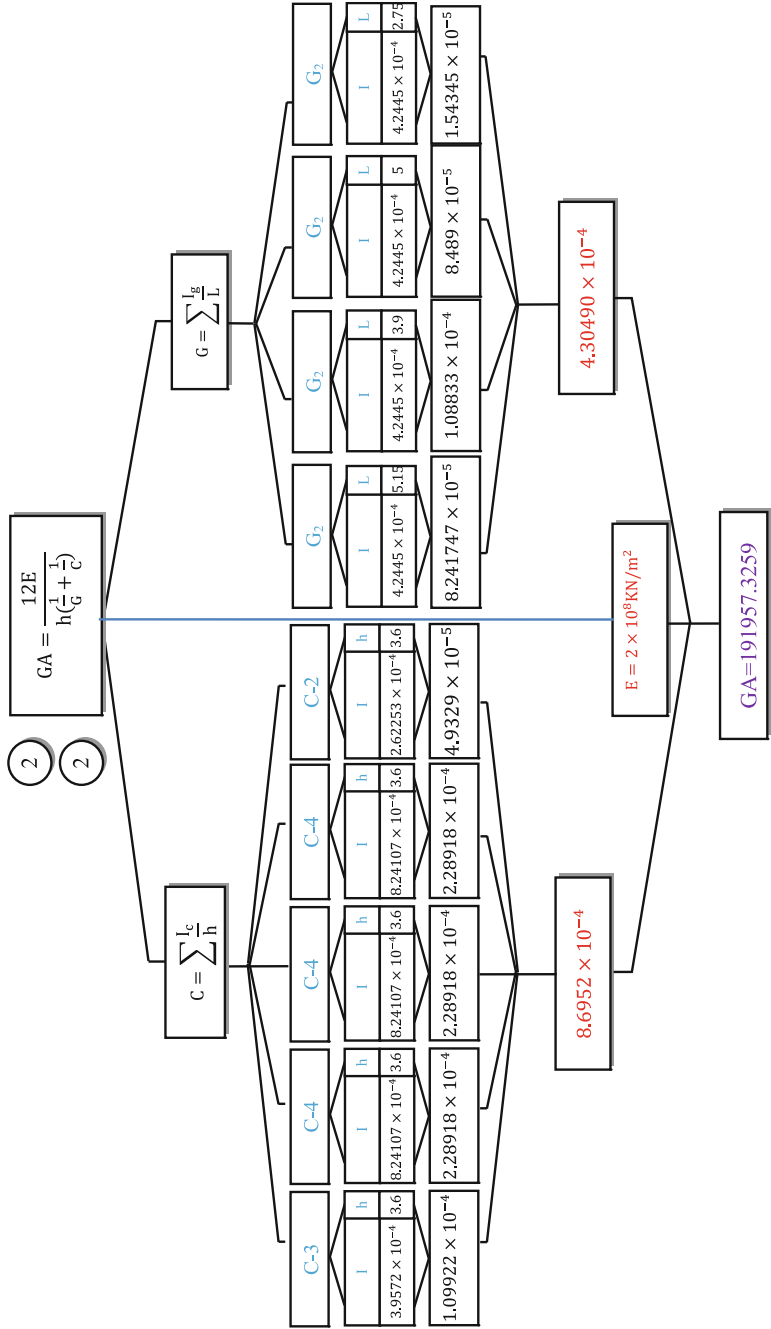 2
2
GA = 12E / h(1/G + 1/C)
C = ∑ I_c/h
G = ∑ I_g/L
C-3
C-4
C-4
C-4
C-2
G₂
G₂
G₂
G₂
I h
3.9572 × 10⁻⁴ 3.6
I h
8.24107 × 10⁻⁴ 3.6
I h
8.24107 × 10⁻⁴ 3.6
I h
8.24107 × 10⁻⁴ 3.6
I h
2.62253 × 10⁻⁴ 3.6
I L
4.2445 × 10⁻⁴ 5.15
I L
4.2445 × 10⁻⁴ 3.9
I L
4.2445 × 10⁻⁴ 5
I L
4.2445 × 10⁻⁴ 2.75
1.09922 × 10⁻⁴
2.28918 × 10⁻⁴
2.28918 × 10⁻⁴
2.28918 × 10⁻⁴
4.9329 × 10⁻⁵
8.241747 × 10⁻⁵
1.08833 × 10⁻⁴
8.489 × 10⁻⁵
1.54345 × 10⁻⁵
8.6952 × 10⁻⁴
4.30490 × 10⁻⁴
E = 2 × 10⁸KN/m²
GA=191957.3259